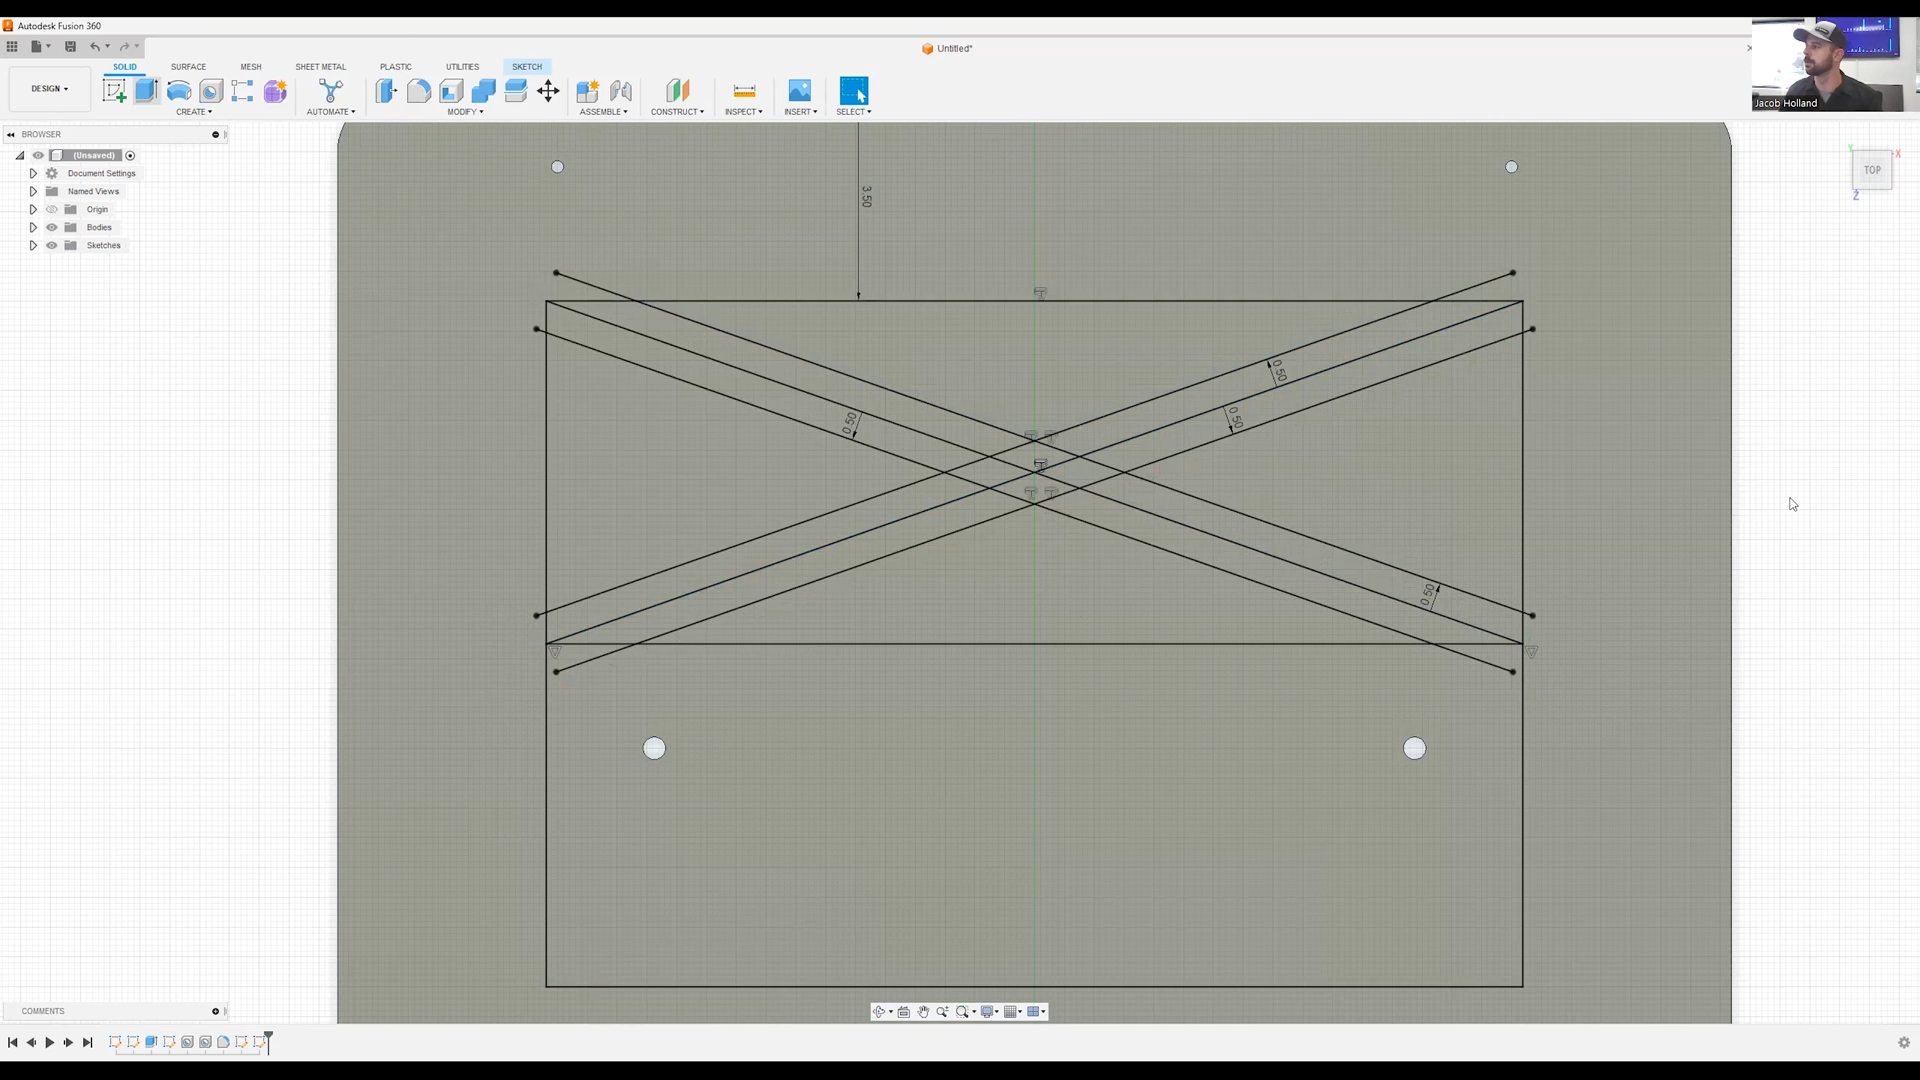 Autodesk Fusion 360
Untitled*
DESIGN
SOLID SURFACE MESH SHEET METAL PLASTIC UTILITIES SKETCH
CREATE AUTOMATE MODIFY ASSEMBLE CONSTRUCT INSPECT INSERT SELECT
Jacob Holland
BROWSER
(Unsaved)
Document Settings
Named Views
Origin
Bodies
Sketches
TOP
X
Y
Z
3.50
0.50
0.50
0.50
0.50
COMMENTS